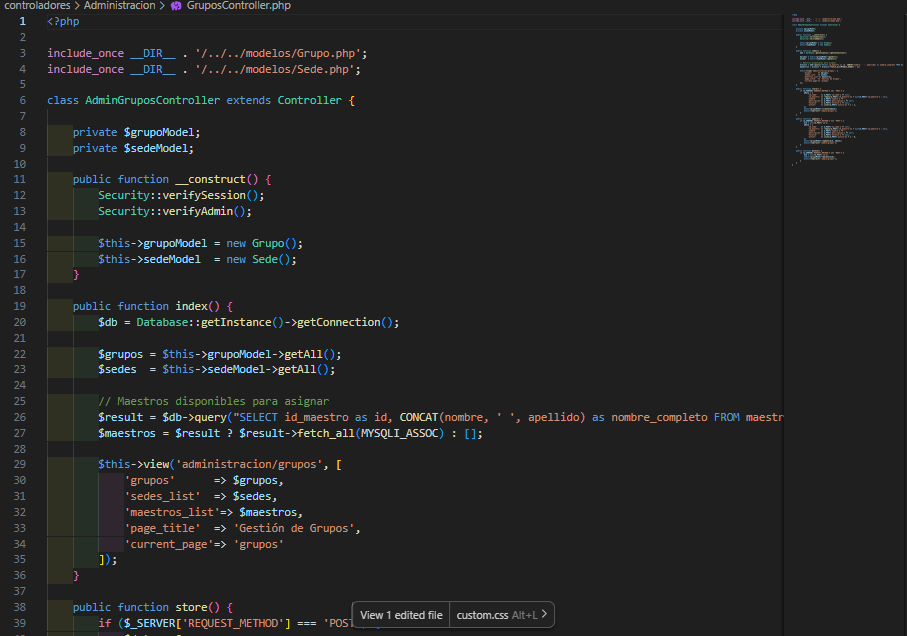 controladores > Administracion > GruposController.php
1 <?php
2
3 include_once __DIR__ . '/../../modelos/Grupo.php';
4 include_once __DIR__ . '/../../modelos/Sede.php';
5
6 class AdminGruposController extends Controller {
7
8 private $grupoModel;
9 private $sedeModel;
10
11 public function __construct() {
12 Security::verifySession();
13 Security::verifyAdmin();
14
15 $this->grupoModel = new Grupo();
16 $this->sedeModel  = new Sede();
17 }
18
19 public function index() {
20 $db = Database::getInstance()->getConnection();
21
22 $grupos = $this->grupoModel->getAll();
23 $sedes  = $this->sedeModel->getAll();
24
25 // Maestros disponibles para asignar
26 $result = $db->query("SELECT id_maestro as id, CONCAT(nombre, ' ', apellido) as nombre_completo FROM maestr
27 $maestros = $result ? $result->fetch_all(MYSQLI_ASSOC) : [];
28
29 $this->view('administracion/grupos', [
30 'grupos'      => $grupos,
31 'sedes_list'  => $sedes,
32 'maestros_list'=> $maestros,
33 'page_title'  => 'Gestión de Grupos',
34 'current_page'=> 'grupos'
35 ]);
36 }
37
38 public function store() {
39 if ($_SERVER['REQUEST_METHOD'] === 'POST
View 1 edited file custom.css Alt+L >